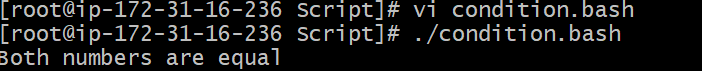 [root@ip-172-31-16-236 Script]# vi condition.bash
[root@ip-172-31-16-236 Script]# ./condition.bash
Both numbers are equal